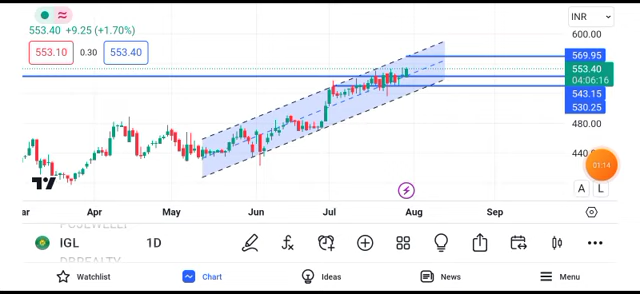 INR
553.40 +9.25 (+1.70%)
600.00
553.10 0.30 553.40
569.95
553.40
04:06:16
543.15
530.25
480.00
440.
01:14
A L
Apr May Jun Jul Aug Sep
IGL 1D
Watchlist Chart Ideas News Menu